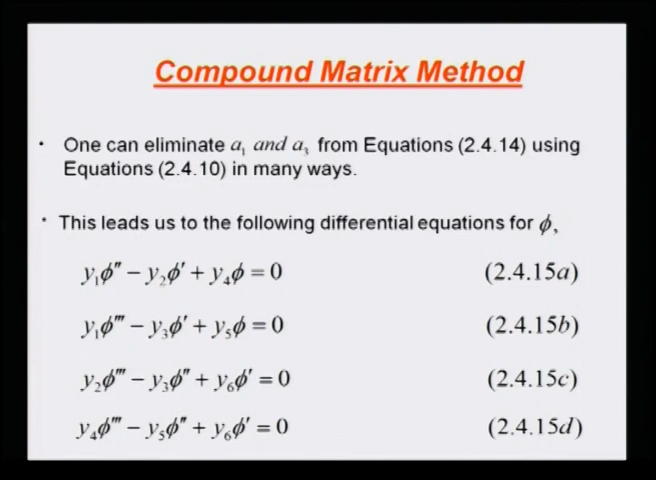 Compound Matrix Method
• One can eliminate a₁ and a₃ from Equations (2.4.14) using
Equations (2.4.10) in many ways.
• This leads us to the following differential equations for ϕ,
y₁ϕ″ − y₂ϕ′ + y₄ϕ = 0 (2.4.15a)
y₁ϕ‴ − y₃ϕ′ + y₅ϕ = 0 (2.4.15b)
y₂ϕ‴ − y₃ϕ″ + y₆ϕ′ = 0 (2.4.15c)
y₄ϕ‴ − y₅ϕ″ + y₆ϕ′ = 0 (2.4.15d)